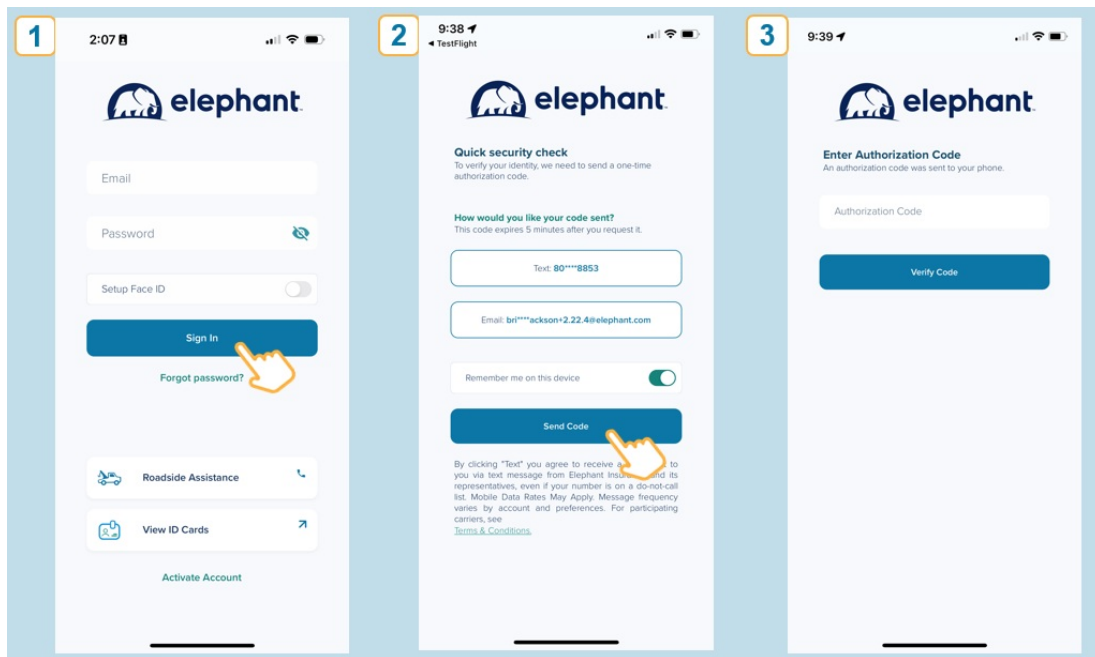 1
2:07
elephant
Email
Password
Setup Face ID
Sign In
Forgot password?
Roadside Assistance
View ID Cards
Activate Account
2
9:38
TestFlight
elephant
Quick security check
To verify your identity, we need to send a one-time
authorization code.
How would you like your code sent?
This code expires 5 minutes after you request it.
Text: 80****8853
Email: bri****ackson+2.22.4@elephant.com
Remember me on this device
Send Code
By clicking "Text" you agree to receive a to
you via text message from Elephant and its
representatives, even if your number is on a do-not-call
list. Mobile Data Rates May Apply. Message frequency
varies by account and preferences. For participating
carriers, see
Terms & Conditions.
3
9:39
elephant
Enter Authorization Code
An authorization code was sent to your phone.
Authorization Code
Verify Code